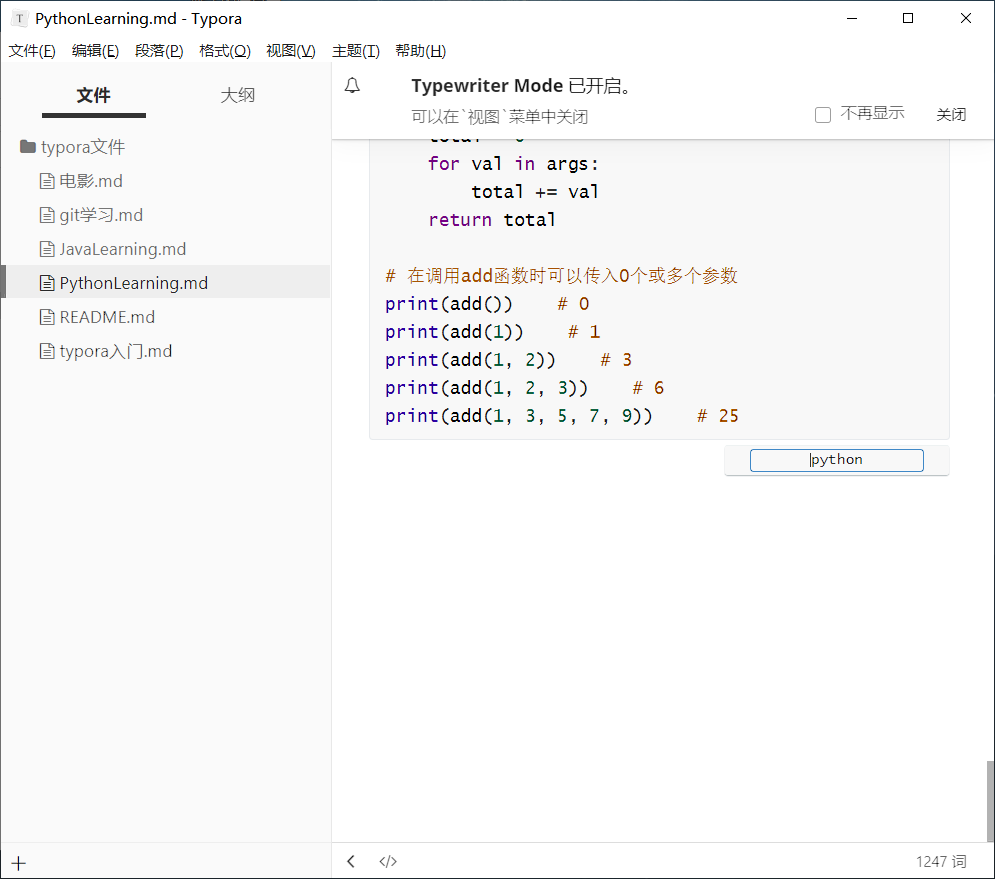 PythonLearning.md - Typora
文件(F) 编辑(E) 段落(P) 格式(O) 视图(V) 主题(T) 帮助(H)
文件 大纲
typora文件
电影.md
git学习.md
JavaLearning.md
PythonLearning.md
README.md
typora入门.md
Typewriter Mode 已开启。
可以在`视图`菜单中关闭
不再显示 关闭
for val in args:
total += val
return total
# 在调用add函数时可以传入0个或多个参数
print(add()) # 0
print(add(1)) # 1
print(add(1, 2)) # 3
print(add(1, 2, 3)) # 6
print(add(1, 3, 5, 7, 9)) # 25
python
</> 1247 词